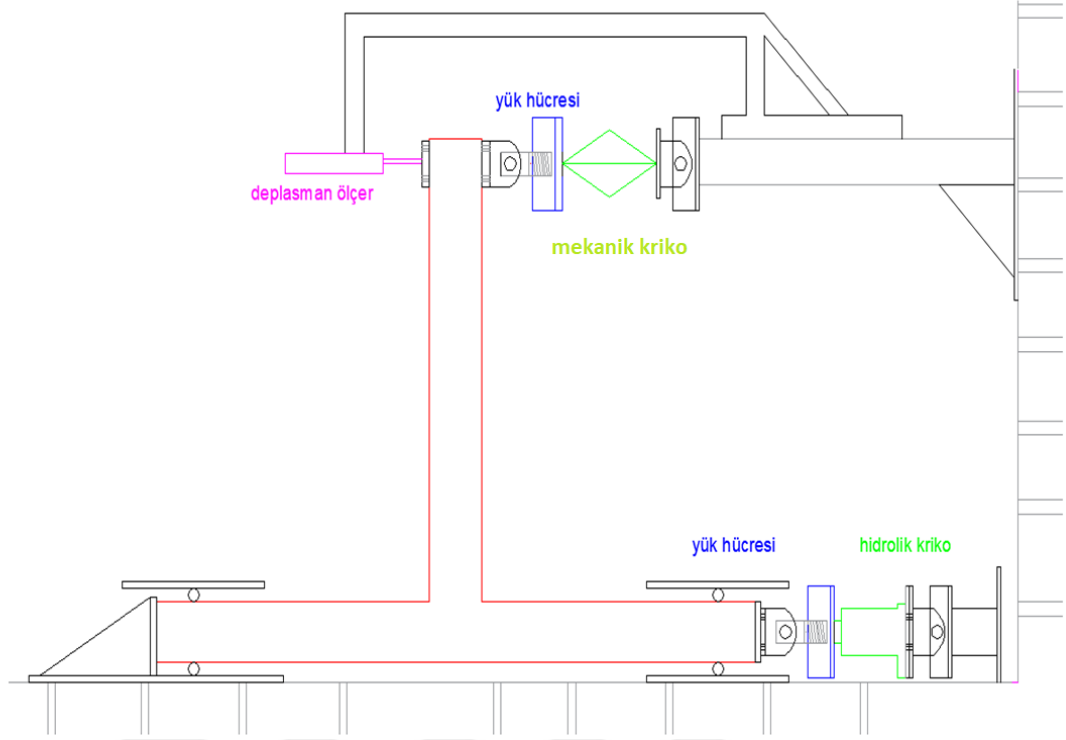 yük hücresi
deplasman ölçer
mekanik kriko
yük hücresi
hidrolik kriko